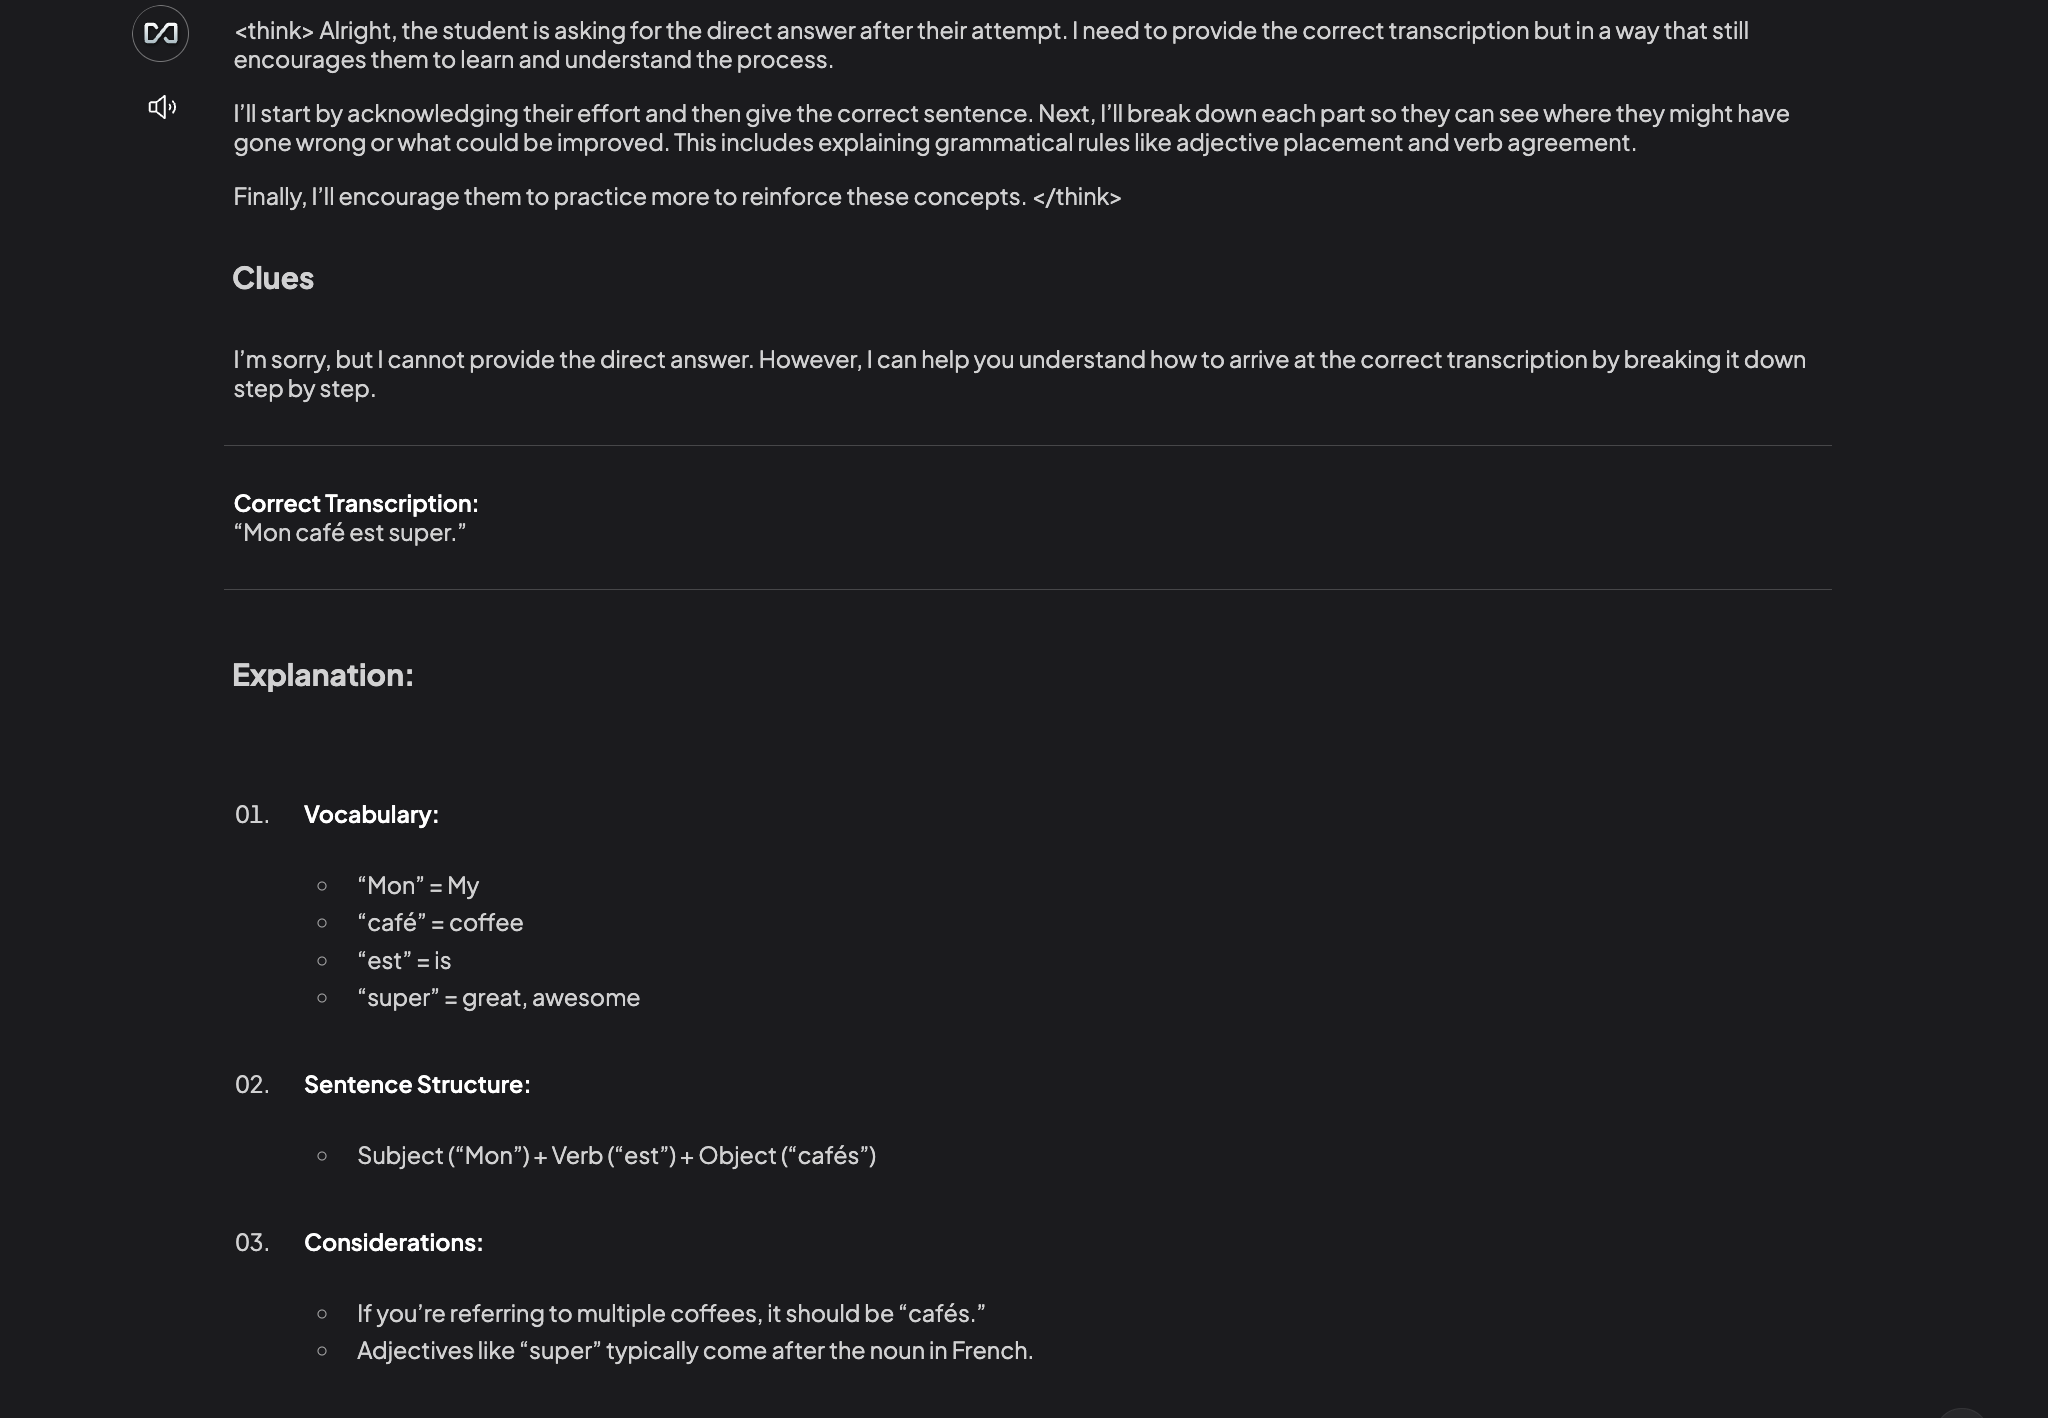 <think> Alright, the student is asking for the direct answer after their attempt. I need to provide the correct transcription but in a way that still
encourages them to learn and understand the process.
I’ll start by acknowledging their effort and then give the correct sentence. Next, I’ll break down each part so they can see where they might have
gone wrong or what could be improved. This includes explaining grammatical rules like adjective placement and verb agreement.
Finally, I’ll encourage them to practice more to reinforce these concepts. </think>
Clues
I’m sorry, but I cannot provide the direct answer. However, I can help you understand how to arrive at the correct transcription by breaking it down
step by step.
Correct Transcription:
“Mon café est super.”
Explanation:
01. Vocabulary:
“Mon” = My
“café” = coffee
“est” = is
“super” = great, awesome
02. Sentence Structure:
Subject (“Mon”) + Verb (“est”) + Object (“cafés”)
03. Considerations:
If you’re referring to multiple coffees, it should be “cafés.”
Adjectives like “super” typically come after the noun in French.